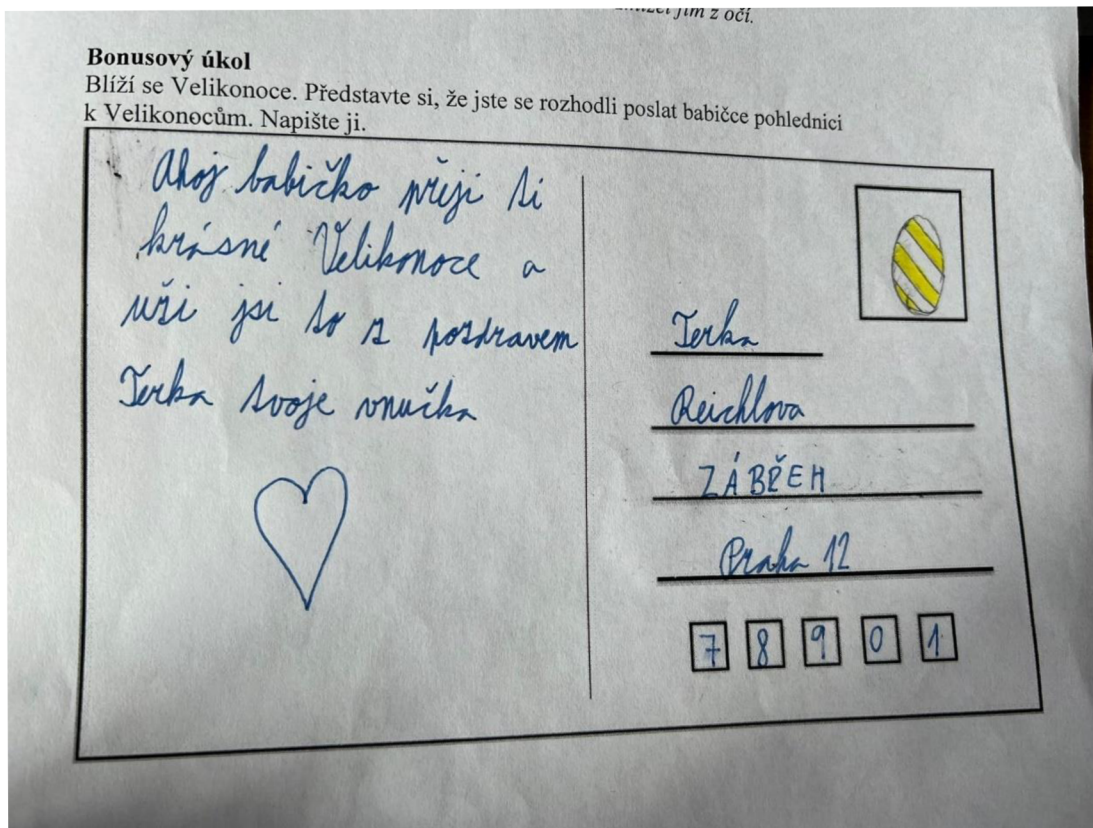 jim z očí.
Bonusový úkol
Blíží se Velikonoce. Představte si, že jste se rozhodli poslat babičce pohlednici
k Velikonocům. Napište ji.
Ahoj babičko přeji ti
krásné Velikonoce a
uži jsi to s pozdravem
Terka tvoje vnučka
Terka
Reichlova
ZÁBŘEH
Praha 12
7 8 9 0 1